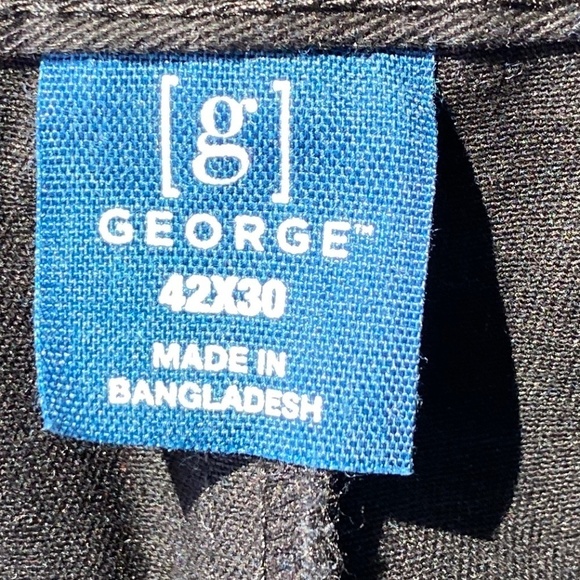 [g]
GEORGE™
42X30
MADE IN
BANGLADESH